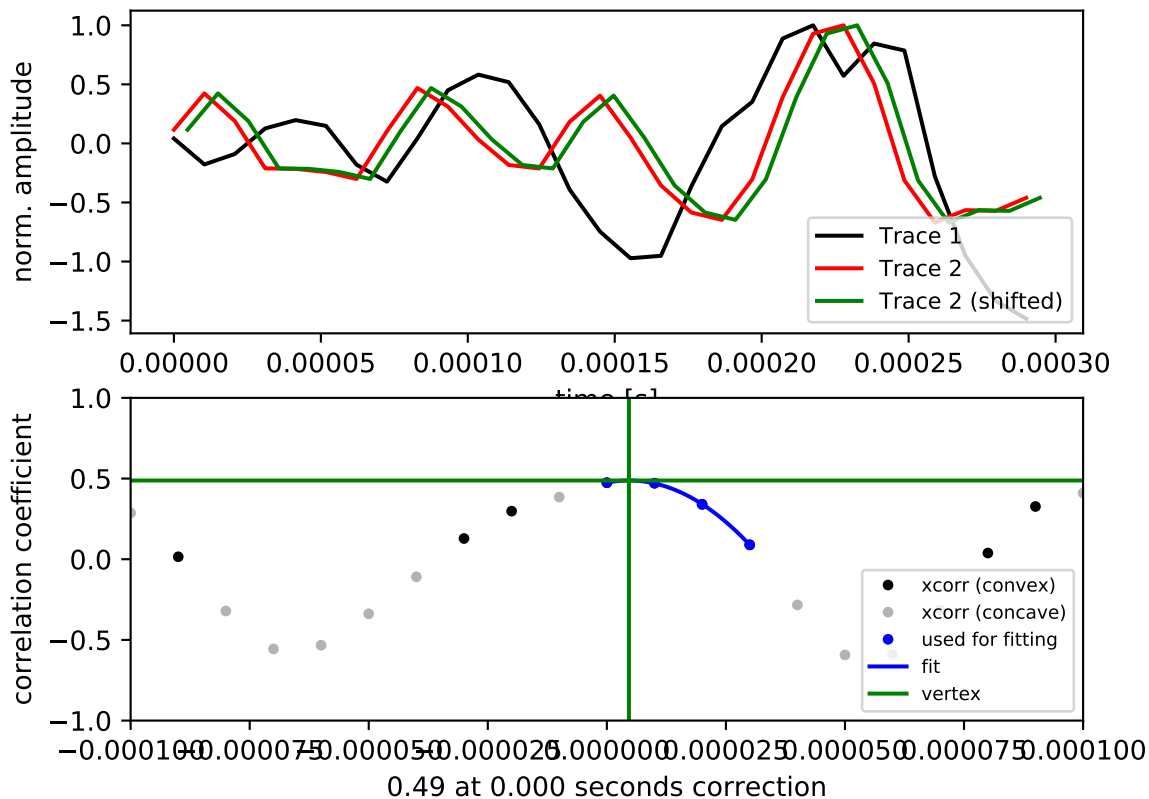 1.0
0.5
0.0
−0.5
−1.0
−1.5
norm. amplitude
Trace 1
Trace 2
Trace 2 (shifted)
0.00000 0.00005 0.00010 0.00015 0.00020 0.00025 0.00030
time [s]
1.0
0.5
0.0
−0.5
−1.0
correlation coefficient
xcorr (convex)
xcorr (concave)
used for fitting
fit
vertex
−0.000100 −0.000075 −0.000050 −0.000025 0.000000 0.000025 0.000050 0.000075 0.000100
0.49 at 0.000 seconds correction